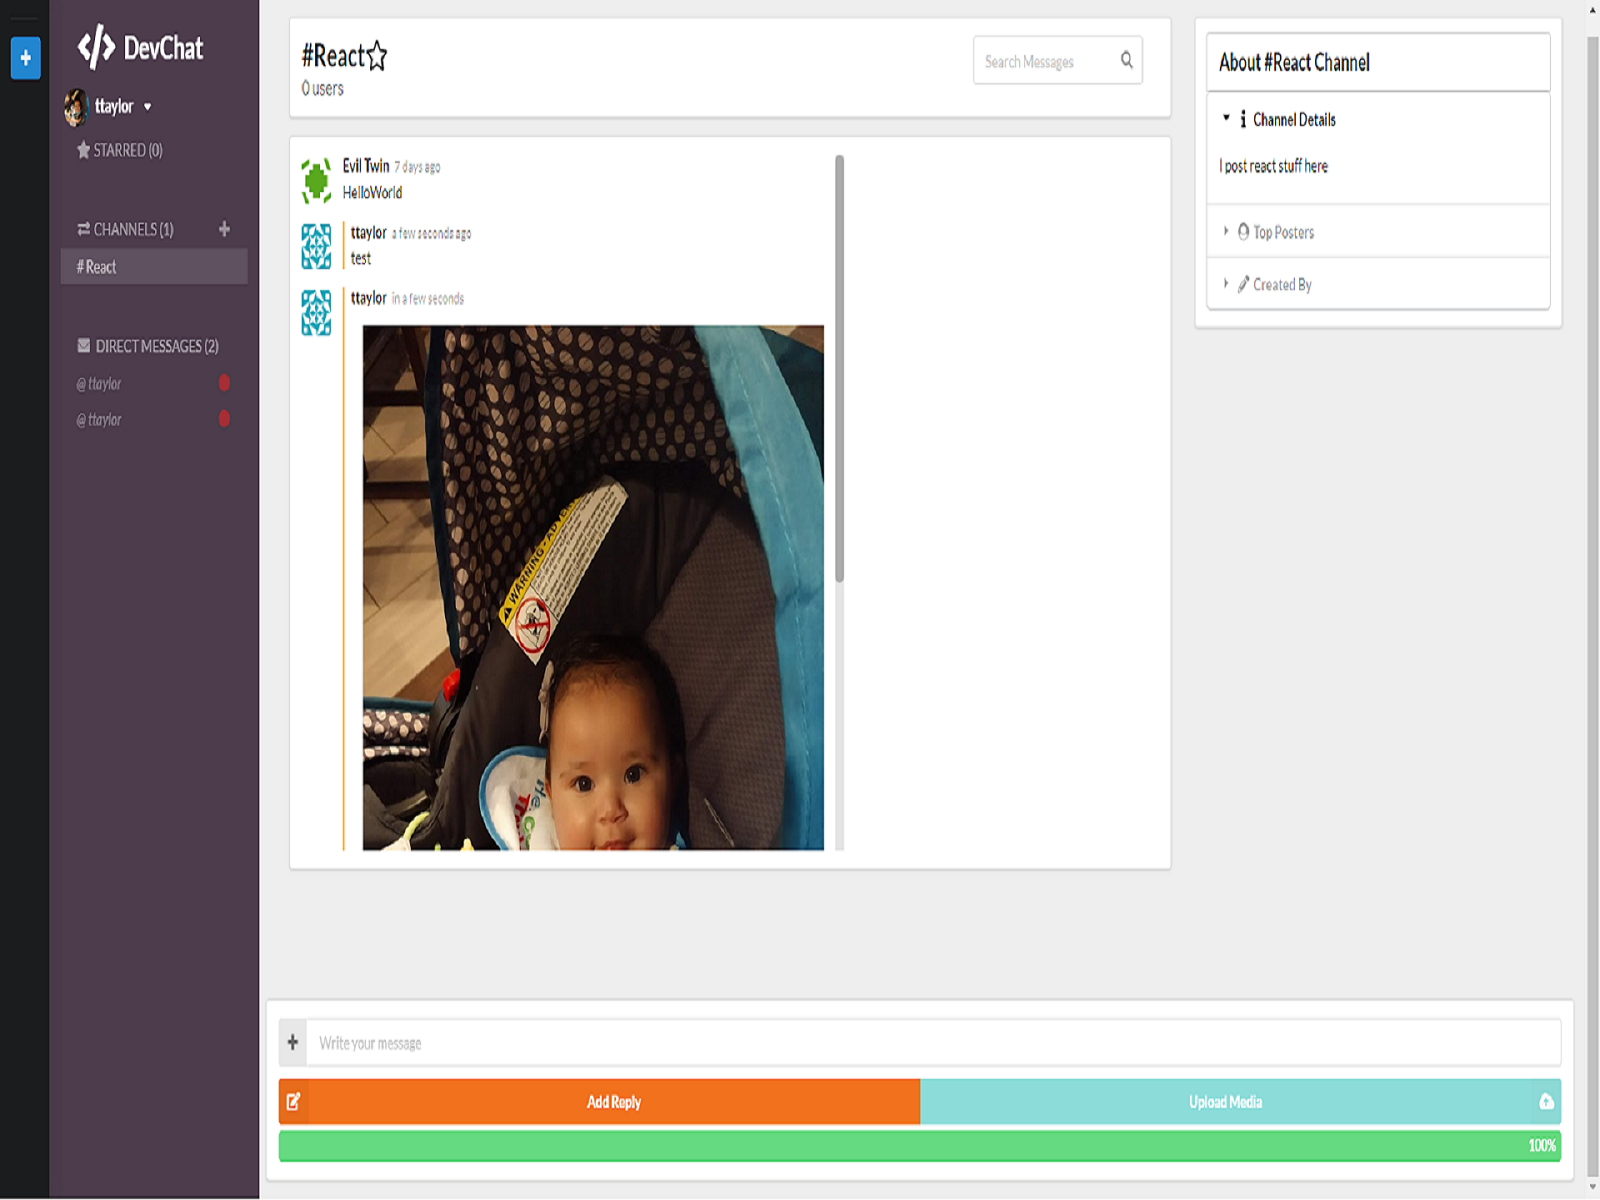 DevChat
ttaylor
STARRED (0)
CHANNELS (1)
# React
DIRECT MESSAGES (2)
@ ttaylor
@ ttaylor
#React
0 users
Search Messages
Evil Twin 7 days ago
HelloWorld
ttaylor a few seconds ago
test
ttaylor in a few seconds
WARNING
About #React Channel
Channel Details
I post react stuff here
Top Posters
Created By
Write your message
Add Reply
Upload Media
100%